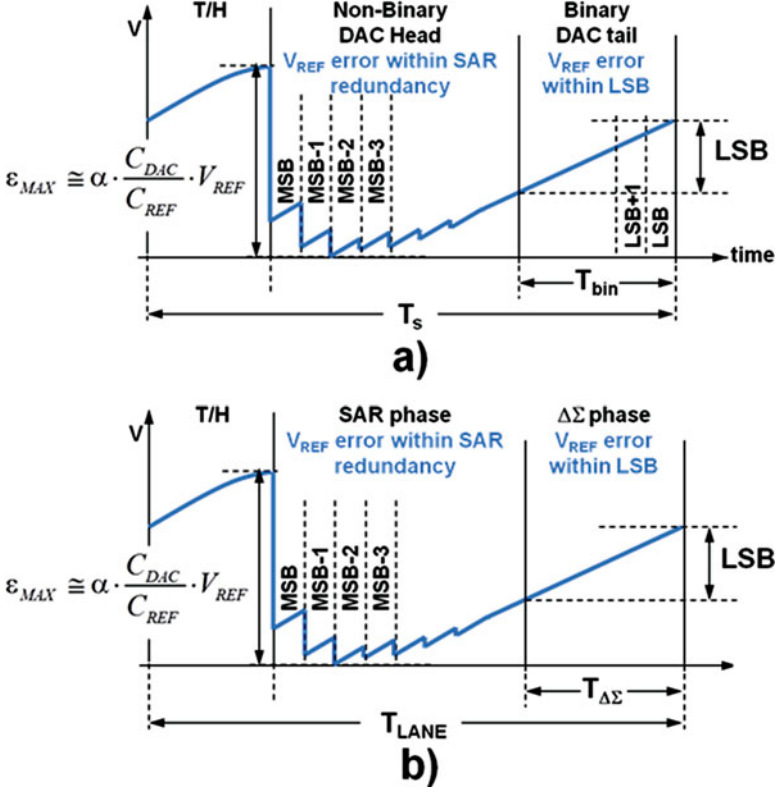 T/H
Non-Binary
DAC Head
V_REF error within SAR
redundancy
Binary
DAC tail
V_REF error
within LSB
V
MSB
MSB-1
MSB-2
MSB-3
LSB
LSB+1
LSB
ε_MAX ≅ α · C_DAC / C_REF · V_REF
time
T_bin
T_s
a)
T/H
SAR phase
V_REF error within SAR
redundancy
ΔΣ phase
V_REF error
within LSB
V
MSB
MSB-1
MSB-2
MSB-3
LSB
ε_MAX ≅ α · C_DAC / C_REF · V_REF
T_ΔΣ
T_LANE
b)